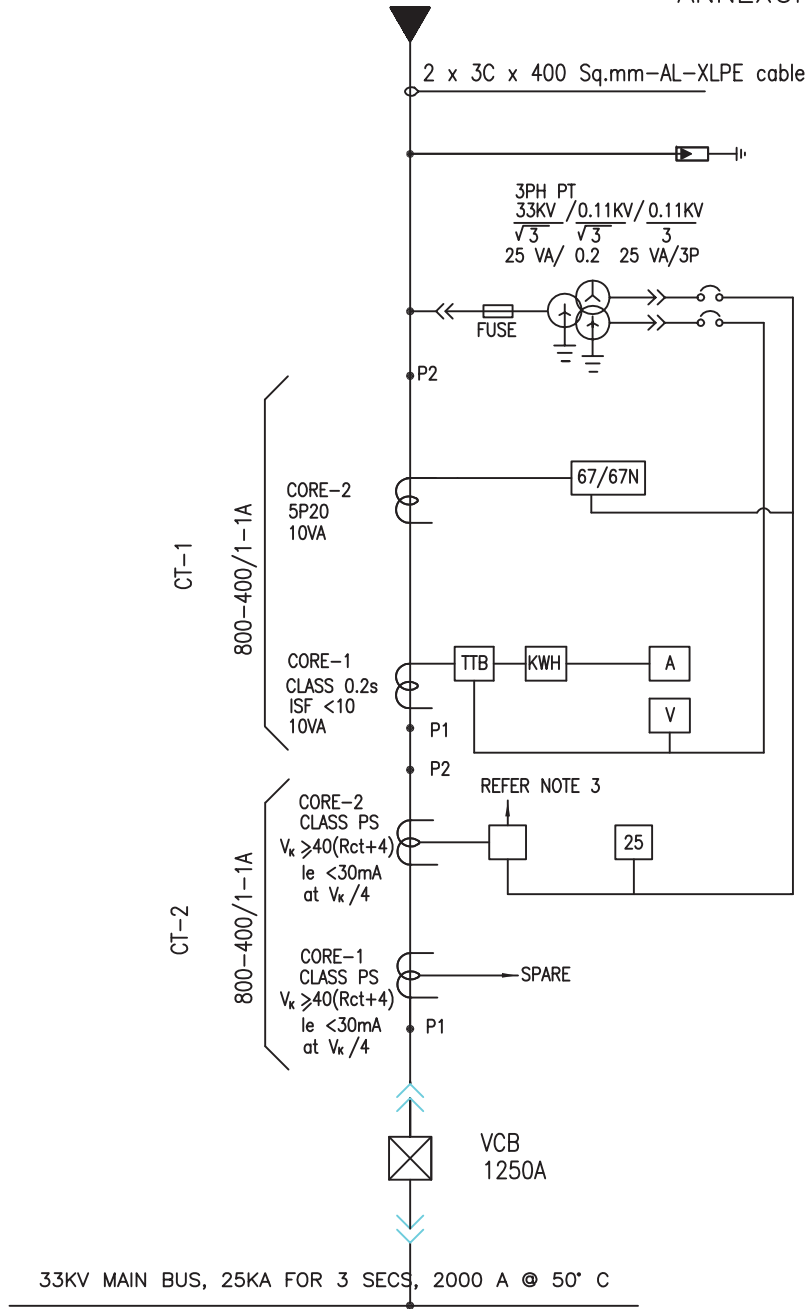 2 x 3C x 400 Sq.mm-AL-XLPE cable
3PH PT
33KV /0.11KV/ 0.11KV
√3 √3 3
25 VA/ 0.2 25 VA/3P
FUSE
P2
67/67N
CORE-2
5P20
10VA
CT-1
800-400/1-1A
CORE-1
CLASS 0.2s
ISF <10
10VA
TTB
KWH
A
V
P1
P2
REFER NOTE 3
CORE-2
CLASS PS
VK ⩾40(Rct+4)
Ie <30mA
at VK/4
25
CT-2
800-400/1-1A
CORE-1
CLASS PS
VK ⩾40(Rct+4)
Ie <30mA
at VK/4
SPARE
P1
VCB
1250A
33KV MAIN BUS, 25KA FOR 3 SECS, 2000 A @ 50° C